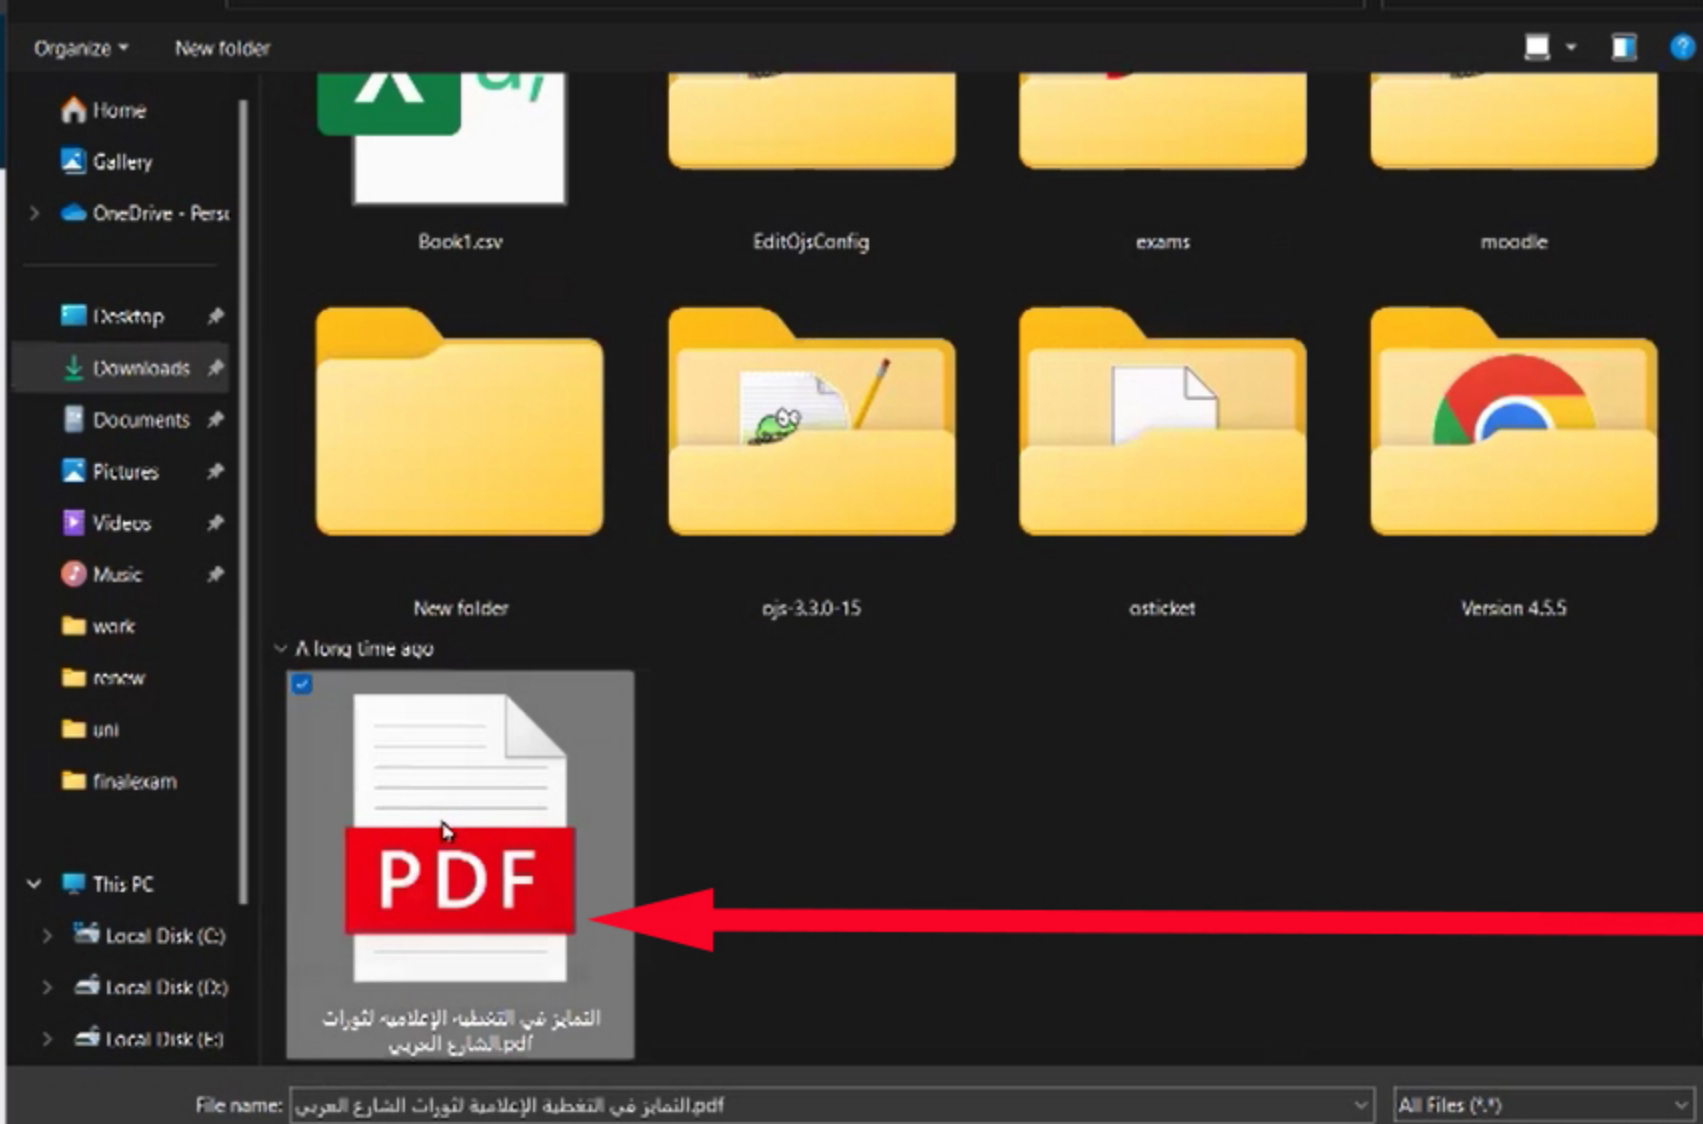 Organize
New folder
Home
Gallery
OneDrive - Pers
Desktop
Downloads
Documents
Pictures
Videos
Music
work
renew
uni
finalexam
This PC
Local Disk (C:)
Local Disk (D:)
Local Disk (E:)
X a,
Book1.csv
EditOjsConfig
exams
moodle
New folder
ojs-3.3.0-15
osticket
Version 4.5.5
A long time ago
PDF
التمايز في التغطية الإعلامية لثورات
الشارع العربي.pdf
File name: التمايز في التغطية الإعلامية لثورات الشارع العربي.pdf
All Files (*.*)